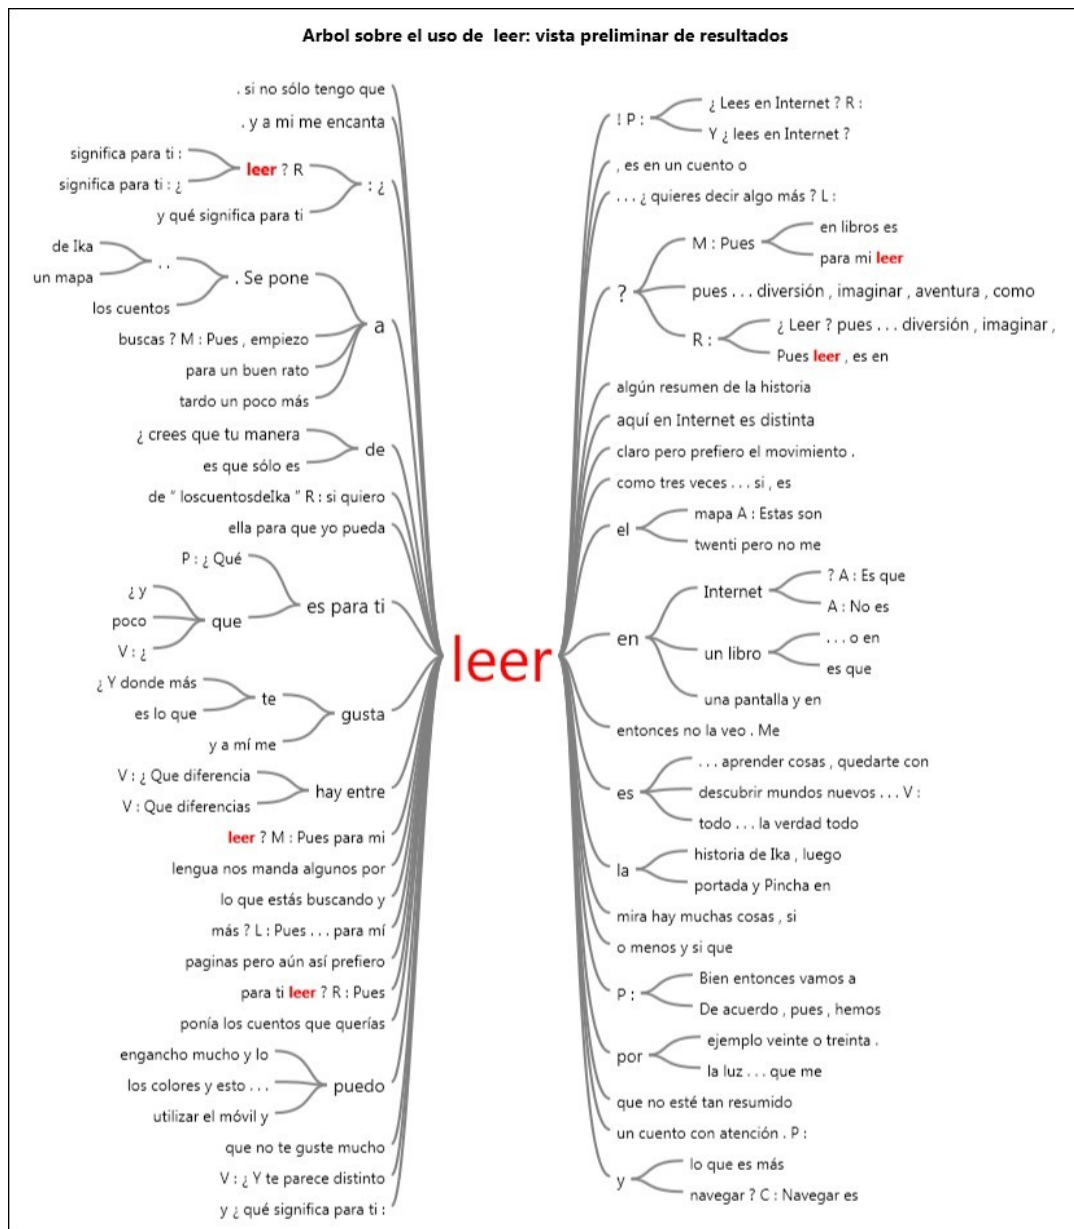 Arbol sobre el uso de leer: vista preliminar de resultados
. si no sólo tengo que
. y a mi me encanta
significa para ti :
significa para ti : ¿
leer ? R
y qué significa para ti
: ¿
de Ika
un mapa
. .
los cuentos
. Se pone
buscas ? M : Pues , empiezo
para un buen rato
tardo un poco más
a
¿ crees que tu manera
es que sólo es
de
de " loscuentosdeIka " R : si quiero
ella para que yo pueda
P : ¿ Qué
¿ y
poco
V : ¿
que
es para ti
¿ Y donde más
es lo que
te
y a mí me
gusta
V : ¿ Que diferencia
V : Que diferencias
hay entre
leer ? M : Pues para mi
lengua nos manda algunos por
lo que estás buscando y
más ? L : Pues . . . para mí
paginas pero aún así prefiero
para ti leer ? R : Pues
ponía los cuentos que querías
engancho mucho y lo
los colores y esto . . .
utilizar el móvil y
puedo
que no te guste mucho
V : ¿ Y te parece distinto
y ¿ qué significa para ti :
leer
! P :
¿ Lees en Internet ? R :
Y ¿ lees en Internet ?
, es en un cuento o
. . . ¿ quieres decir algo más ? L :
?
M : Pues
en libros es
para mi leer
pues . . . diversión , imaginar , aventura , como
R :
¿ Leer ? pues . . . diversión , imaginar ,
Pues leer , es en
algún resumen de la historia
aquí en Internet es distinta
claro pero prefiero el movimiento .
como tres veces . . . si , es
el
mapa A : Estas son
twenti pero no me
en
Internet
? A : Es que
A : No es
un libro
. . . o en
es que
una pantalla y en
entonces no la veo . Me
es
. . . aprender cosas , quedarte con
descubrir mundos nuevos . . . V :
todo . . . la verdad todo
la
historia de Ika , luego
portada y Pincha en
mira hay muchas cosas , si
o menos y si que
P :
Bien entonces vamos a
De acuerdo , pues , hemos
por
ejemplo veinte o treinta .
la luz . . . que me
que no esté tan resumido
un cuento con atención . P :
y
lo que es más
navegar ? C : Navegar es